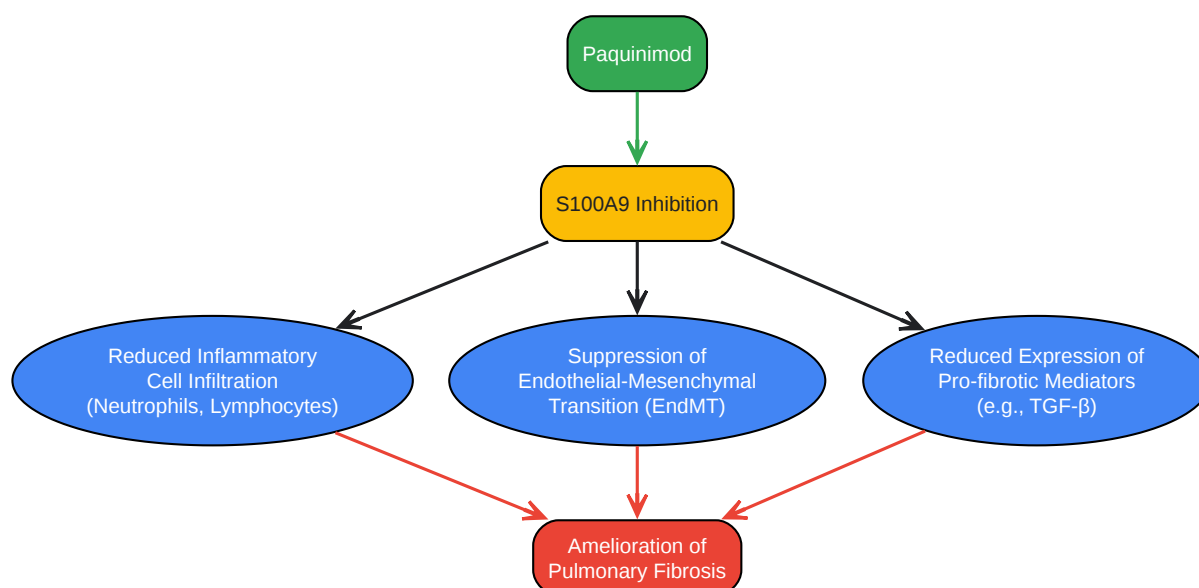 Paquinimod
S100A9 Inhibition
Reduced Inflammatory
Cell Infiltration
(Neutrophils, Lymphocytes)
Suppression of
Endothelial-Mesenchymal
Transition (EndMT)
Reduced Expression of
Pro-fibrotic Mediators
(e.g., TGF-β)
Amelioration of
Pulmonary Fibrosis